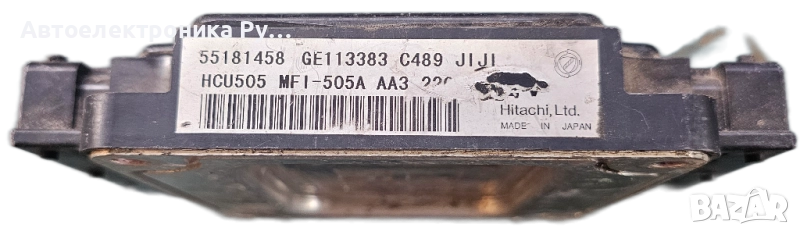 Автоелектроника Ру...
55181458 GE113383 C489 JIJI
HCU505 MFI-505A AA3
Hitachi, Ltd.
MADE IN JAPAN
BAZAR